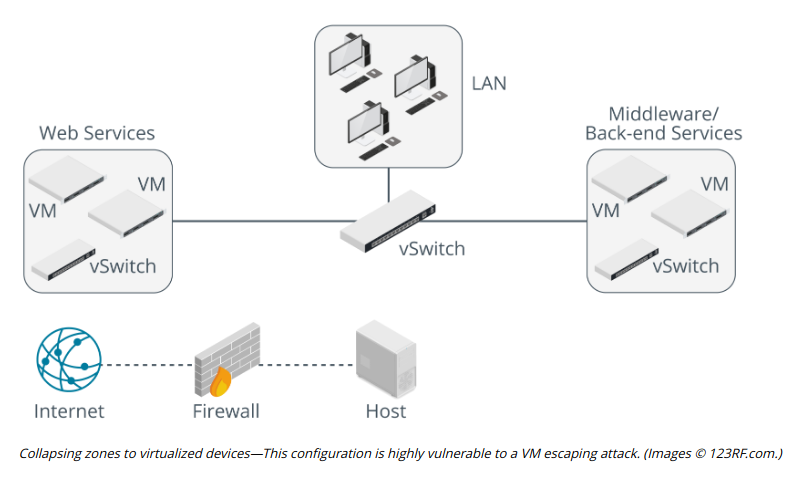 LAN
Web Services
Middleware/
Back-end Services
VM
VM
vSwitch
vSwitch
VM
VM
vSwitch
Internet
Firewall
Host
Collapsing zones to virtualized devices—This configuration is highly vulnerable to a VM escaping attack. (Images © 123RF.com.)